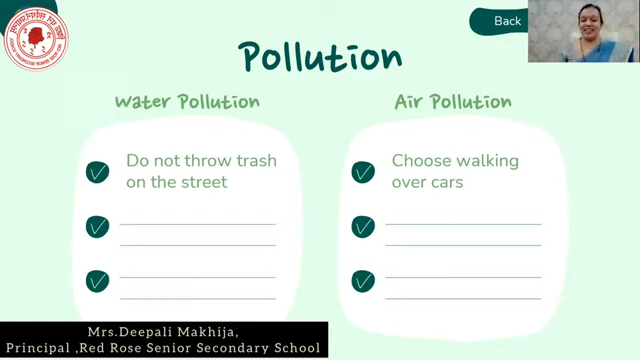 Back
Pollution
Water Pollution
Air Pollution
Do not throw trash
on the street
Choose walking
over cars
Mrs.Deepali Makhija,
Principal ,Red Rose Senior Secondary School